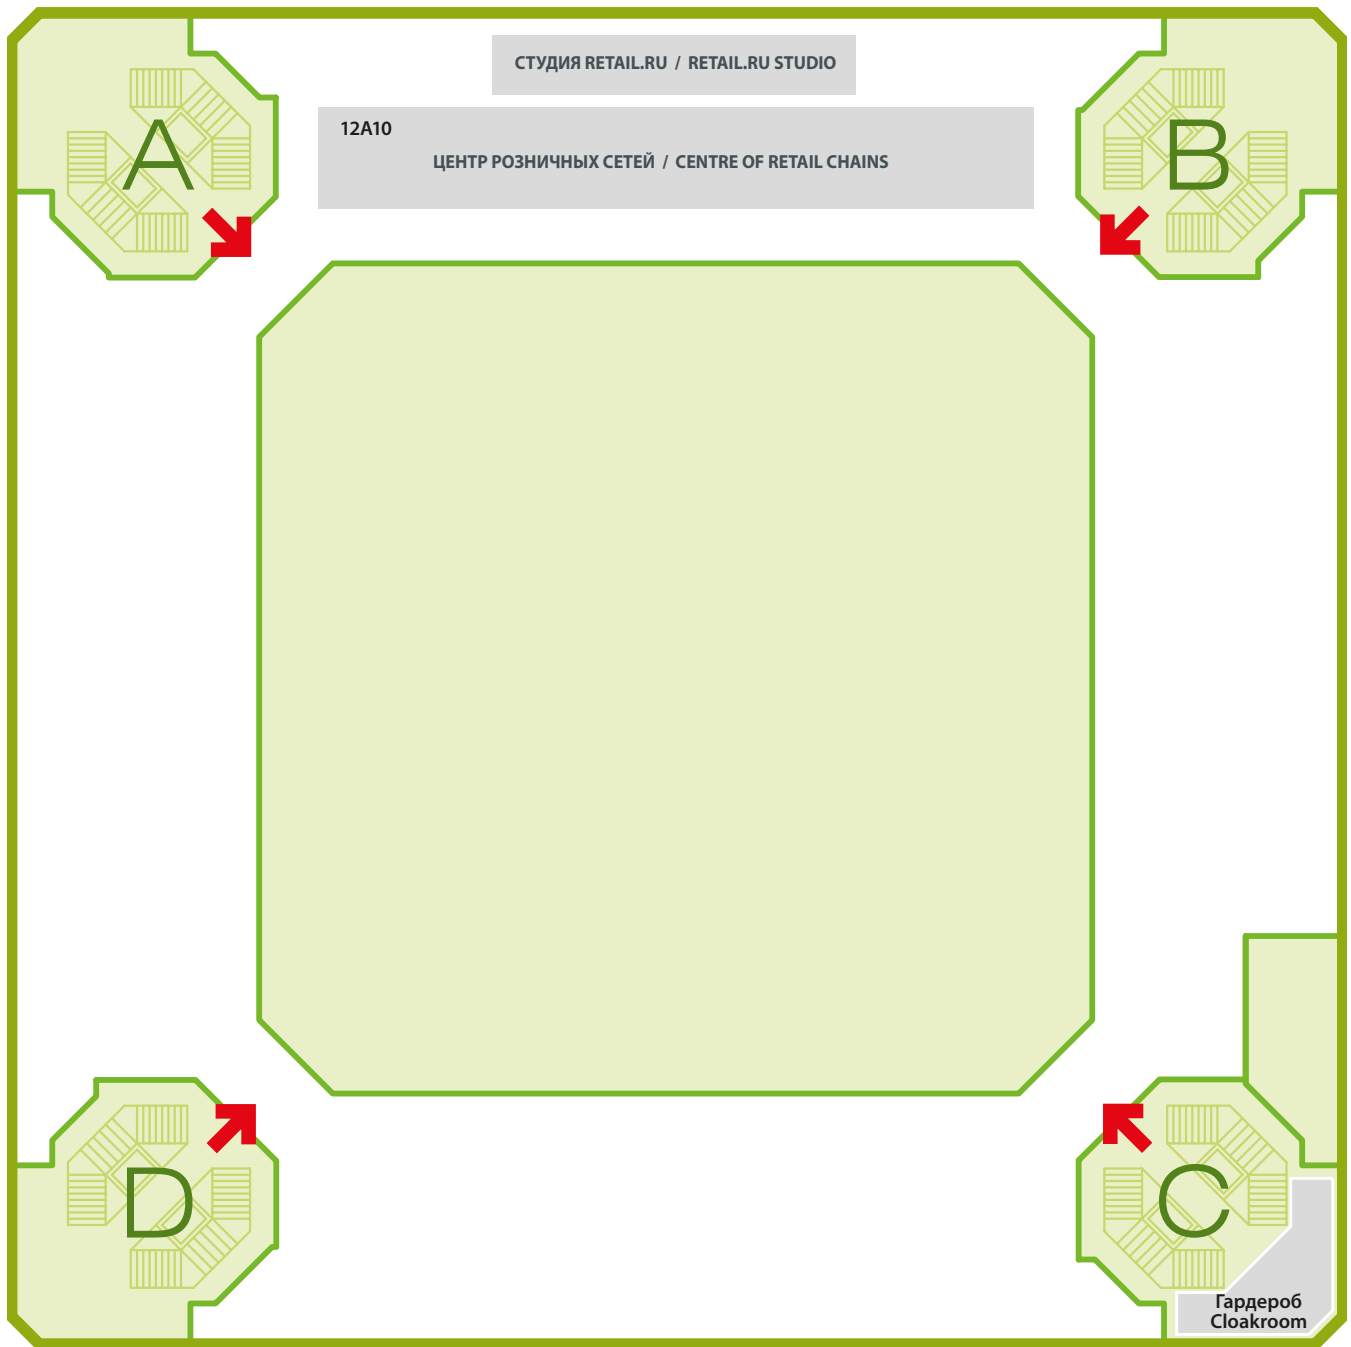 СТУДИЯ RETAIL.RU / RETAIL.RU STUDIO
12A10
ЦЕНТР РОЗНИЧНЫХ СЕТЕЙ / CENTRE OF RETAIL CHAINS
A
B
D
C
Гардероб
Cloakroom